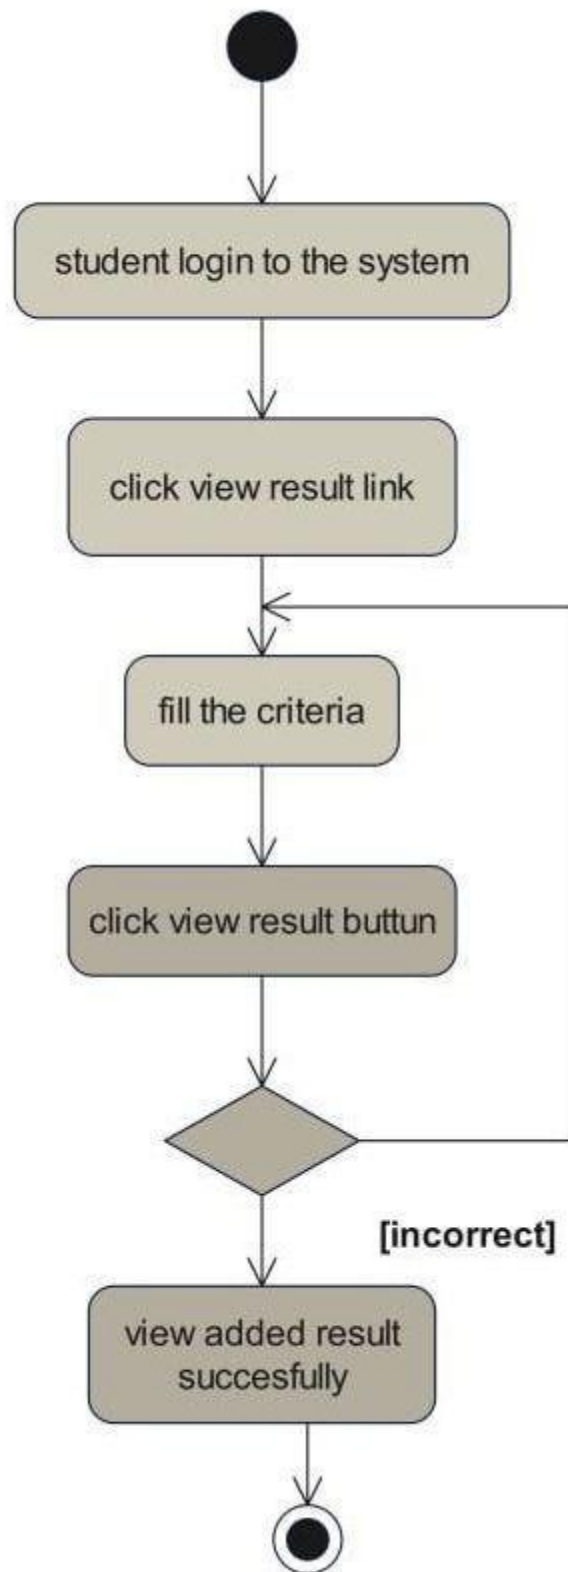 student login to the system
click view result link
fill the criteria
click view result buttun
[incorrect]
view added result
succesfully